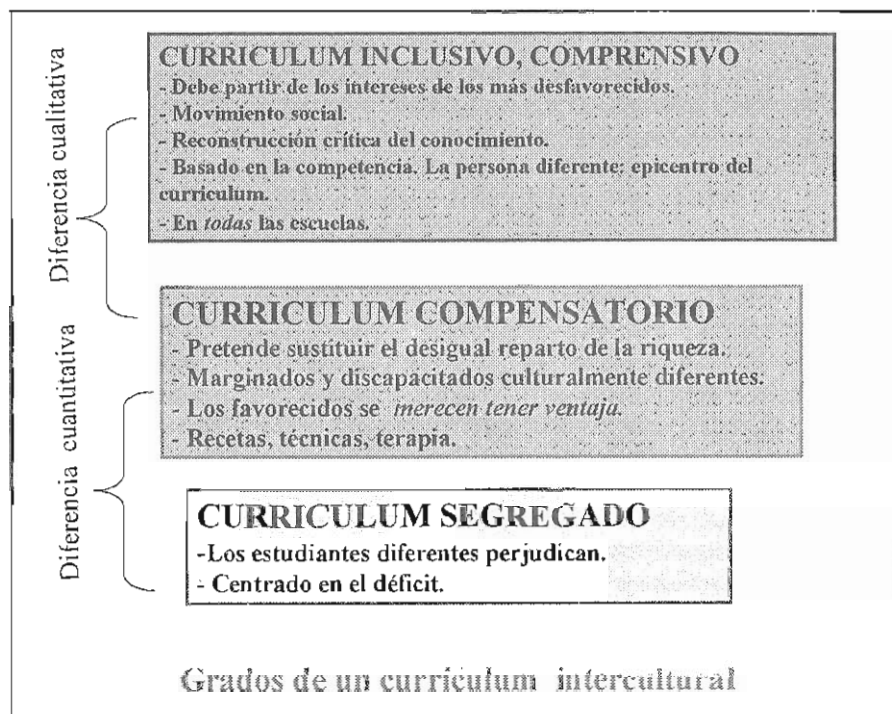 Diferencia cualitativa
CURRICULUM INCLUSIVO, COMPRENSIVO
- Debe partir de los intereses de los más desfavorecidos.
- Movimiento social.
- Reconstrucción crítica del conocimiento.
- Basado en la competencia. La persona diferente: epicentro del
curriculum.
- En todas las escuelas.
Diferencia cuantitativa
CURRICULUM COMPENSATORIO
- Pretende sustituir el desigual reparto de la riqueza.
- Marginados y discapacitados culturalmente diferentes.
- Los favorecidos se merecen tener ventaja.
- Recetas, técnicas, terapia.
CURRICULUM SEGREGADO
-Los estudiantes diferentes perjudican.
- Centrado en el déficit.
Grados de un curriculum intercultural